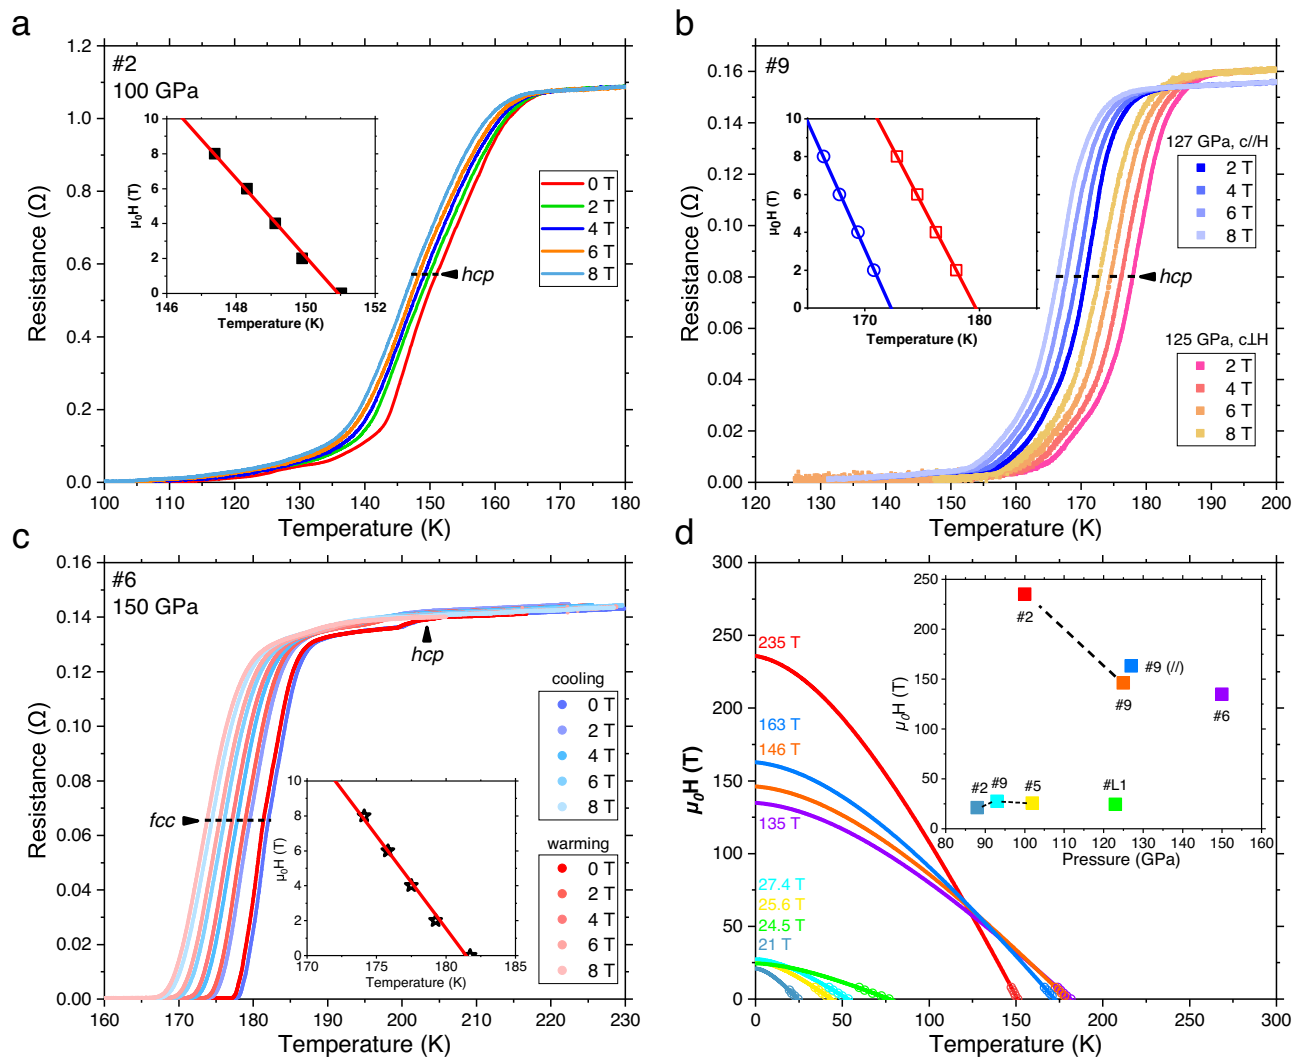 a
#2
100 GPa
1.2
1.0
0.8
0.6
0.4
0.2
0.0
Resistance (Ω)
100 110 120 130 140 150 160 170 180
Temperature (K)
10
8
6
4
2
0
μ0H (T)
146 148 150 152
Temperature (K)
0 T
2 T
4 T
6 T
8 T
hcp
b
#9
0.16
0.14
0.12
0.10
0.08
0.06
0.04
0.02
0.00
Resistance (Ω)
120 130 140 150 160 170 180 190 200
Temperature (K)
10
8
6
4
2
0
μ0H (T)
170 180
Temperature (K)
127 GPa, c//H
2 T
4 T
6 T
8 T
hcp
125 GPa, c⊥H
2 T
4 T
6 T
8 T
c
#6
150 GPa
0.16
0.14
0.12
0.10
0.08
0.06
0.04
0.02
0.00
Resistance (Ω)
160 170 180 190 200 210 220 230
Temperature (K)
hcp
fcc
cooling
0 T
2 T
4 T
6 T
8 T
warming
0 T
2 T
4 T
6 T
8 T
10
8
6
4
2
0
μ0H (T)
170 175 180 185
Temperature (K)
d
300
250
200
150
100
50
0
μ0H (T)
0 50 100 150 200 250 300
Temperature (K)
235 T
163 T
146 T
135 T
27.4 T
25.6 T
24.5 T
21 T
250
200
150
100
50
0
μ0H (T)
80 90 100 110 120 130 140 150 160
Pressure (GPa)
#2
#9 (//)
#9
#6
#2
#9
#5
#L1